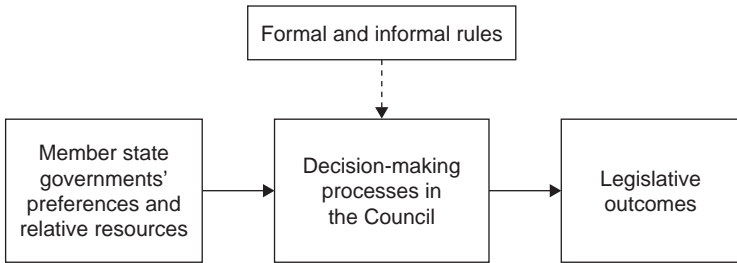 Formal and informal rules
Member state
governments’
preferences and
relative resources
Decision-making
processes in
the Council
Legislative
outcomes